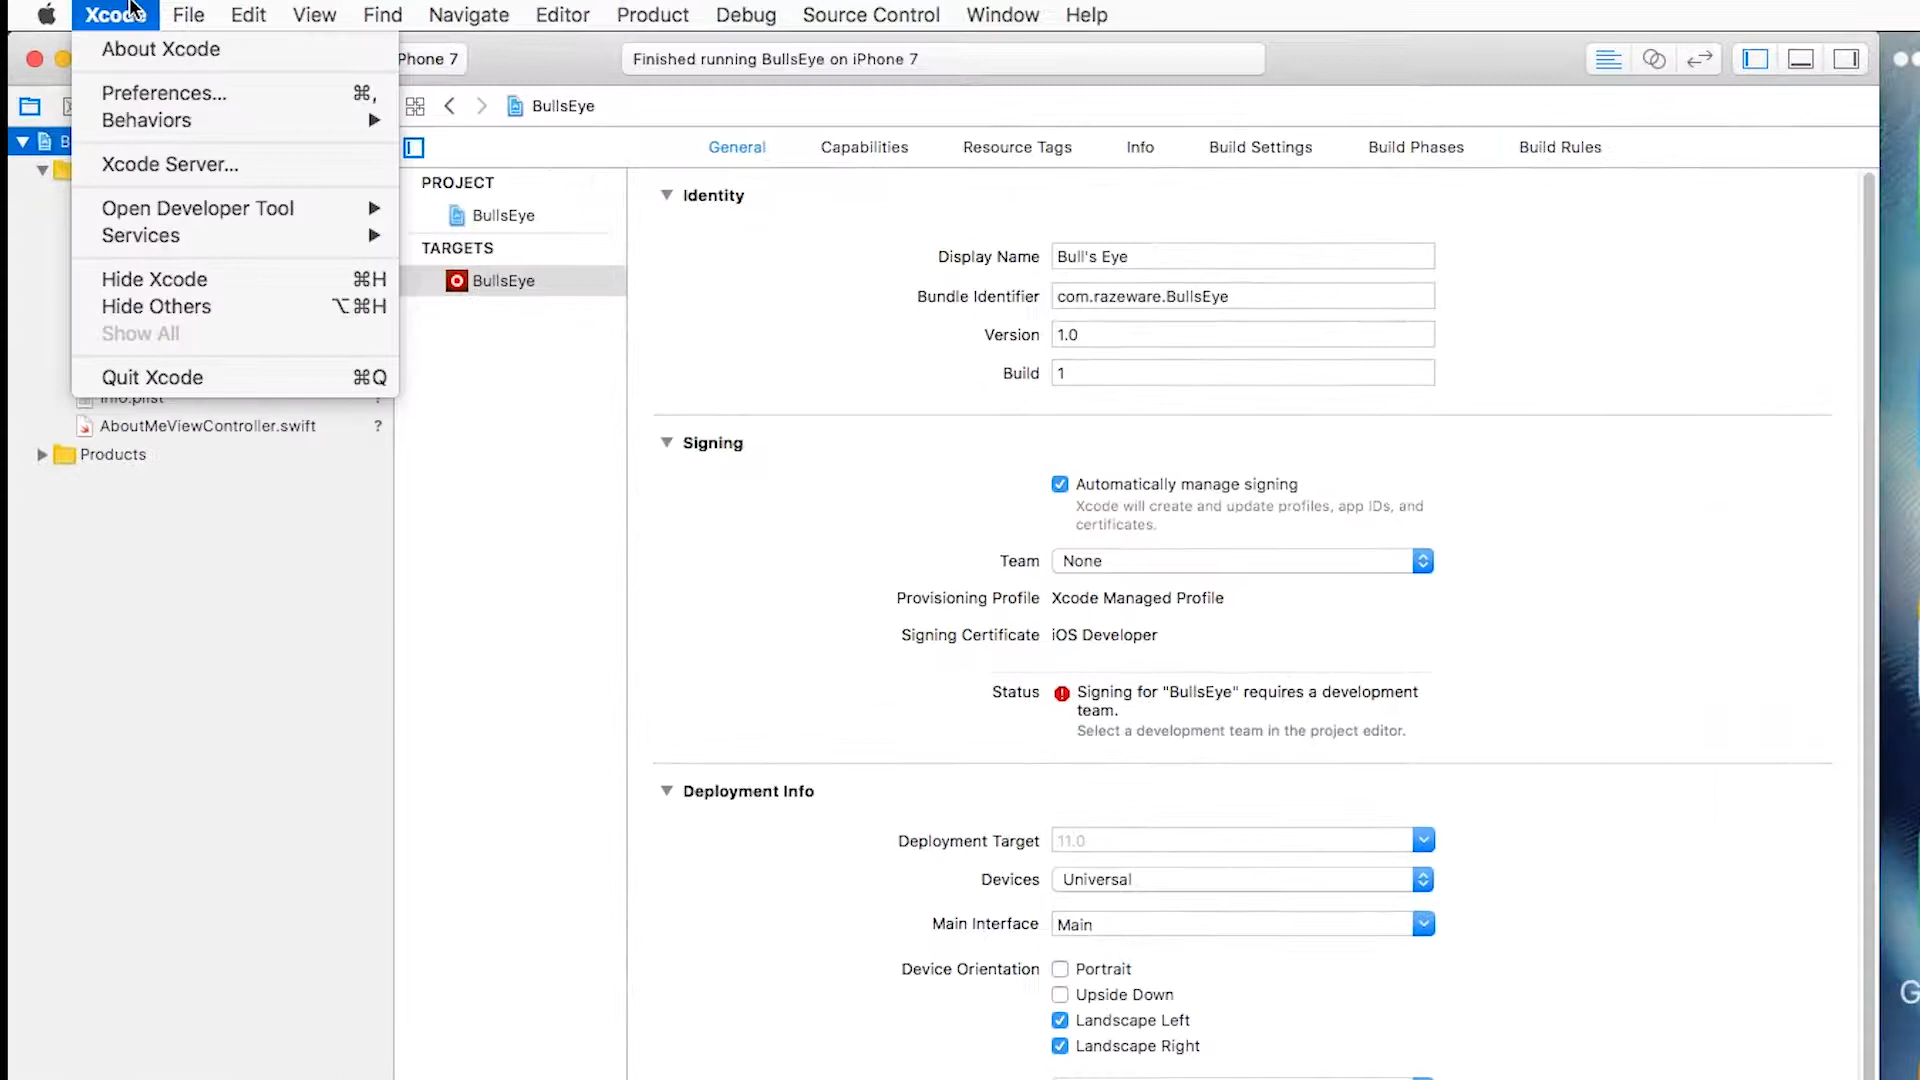 Xcode File Edit View Find Navigate Editor Product Debug Source Control Window Help
About Xcode
Preferences... ⌘,
Behaviors
Xcode Server...
Open Developer Tool
Services
Hide Xcode ⌘H
Hide Others ⌥⌘H
Show All
Quit Xcode ⌘Q
Info.plist ?
AboutMeViewController.swift ?
Products
Phone 7
Finished running BullsEye on iPhone 7
BullsEye
General Capabilities Resource Tags Info Build Settings Build Phases Build Rules
PROJECT
BullsEye
TARGETS
BullsEye
Identity
Display Name Bull's Eye
Bundle Identifier com.razeware.BullsEye
Version 1.0
Build 1
Signing
Automatically manage signing
Xcode will create and update profiles, app IDs, and
certificates.
Team None
Provisioning Profile Xcode Managed Profile
Signing Certificate iOS Developer
Status Signing for "BullsEye" requires a development
team.
Select a development team in the project editor.
Deployment Info
Deployment Target 11.0
Devices Universal
Main Interface Main
Device Orientation Portrait
Upside Down
Landscape Left
Landscape Right